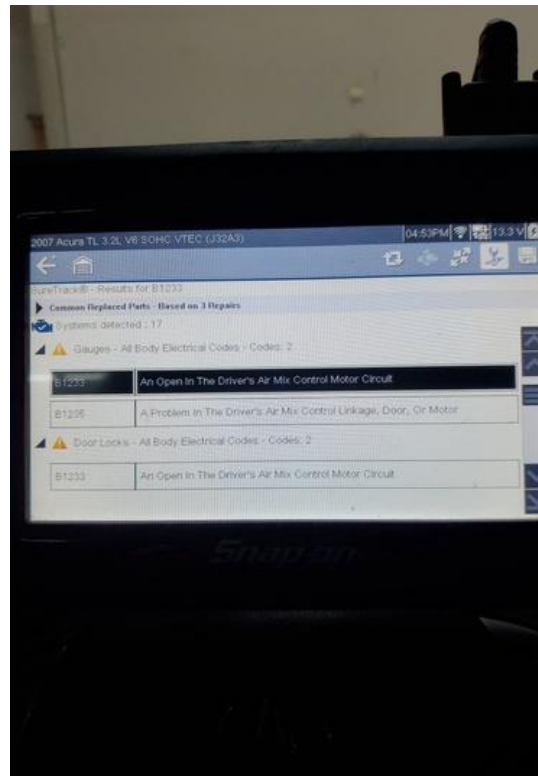 2007 Acura TL 3.2L V6 SOHC VTEC (J32A3) 04:53PM 13.3 V
SureTrack® - Results for B1233
Common Replaced Parts - Based on 3 Repairs
Systems detected : 17
Gauges - All Body Electrical Codes - Codes: 2
B1233 An Open In The Driver's Air Mix Control Motor Circuit
B1235 A Problem In The Driver's Air Mix Control Linkage, Door, Or Motor
Door Locks - All Body Electrical Codes - Codes: 2
B1233 An Open In The Driver's Air Mix Control Motor Circuit
Snap-on